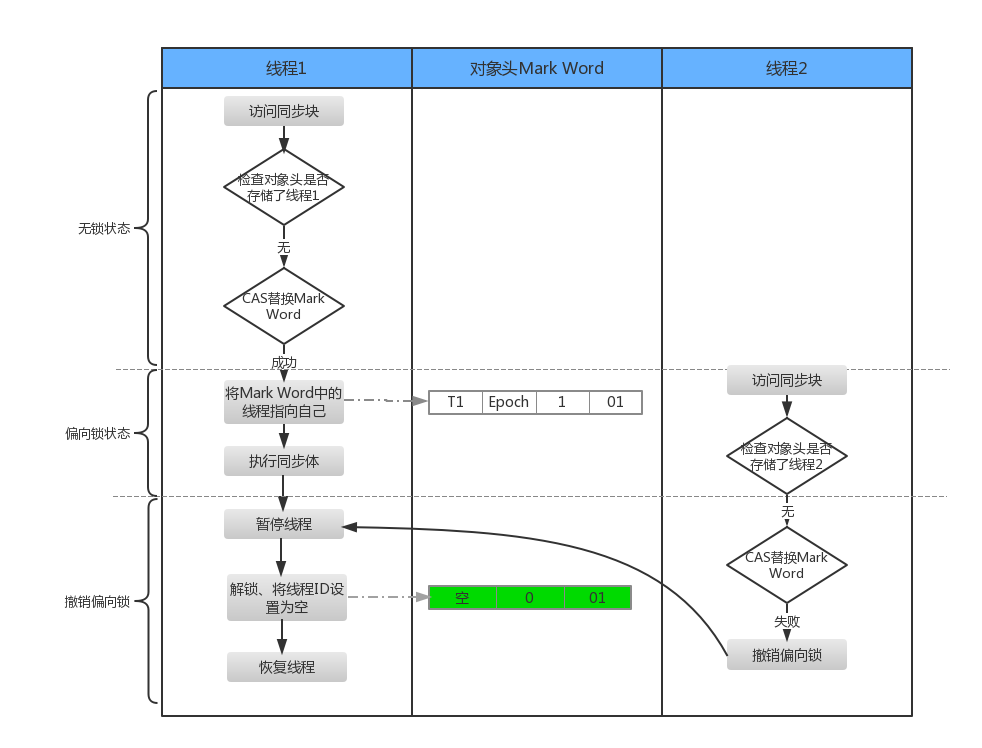 线程1
对象头Mark Word
线程2
访问同步块
检查对象头是否
存储了线程1
无锁状态
无
CAS替换Mark
Word
成功
将Mark Word中的
线程指向自己
T1
Epoch
1
01
访问同步块
偏向锁状态
执行同步体
检查对象头是否
存储了线程2
暂停线程
无
CAS替换Mark
Word
解锁、将线程ID设
置为空
空
0
01
撤销偏向锁
失败
恢复线程
撤销偏向锁